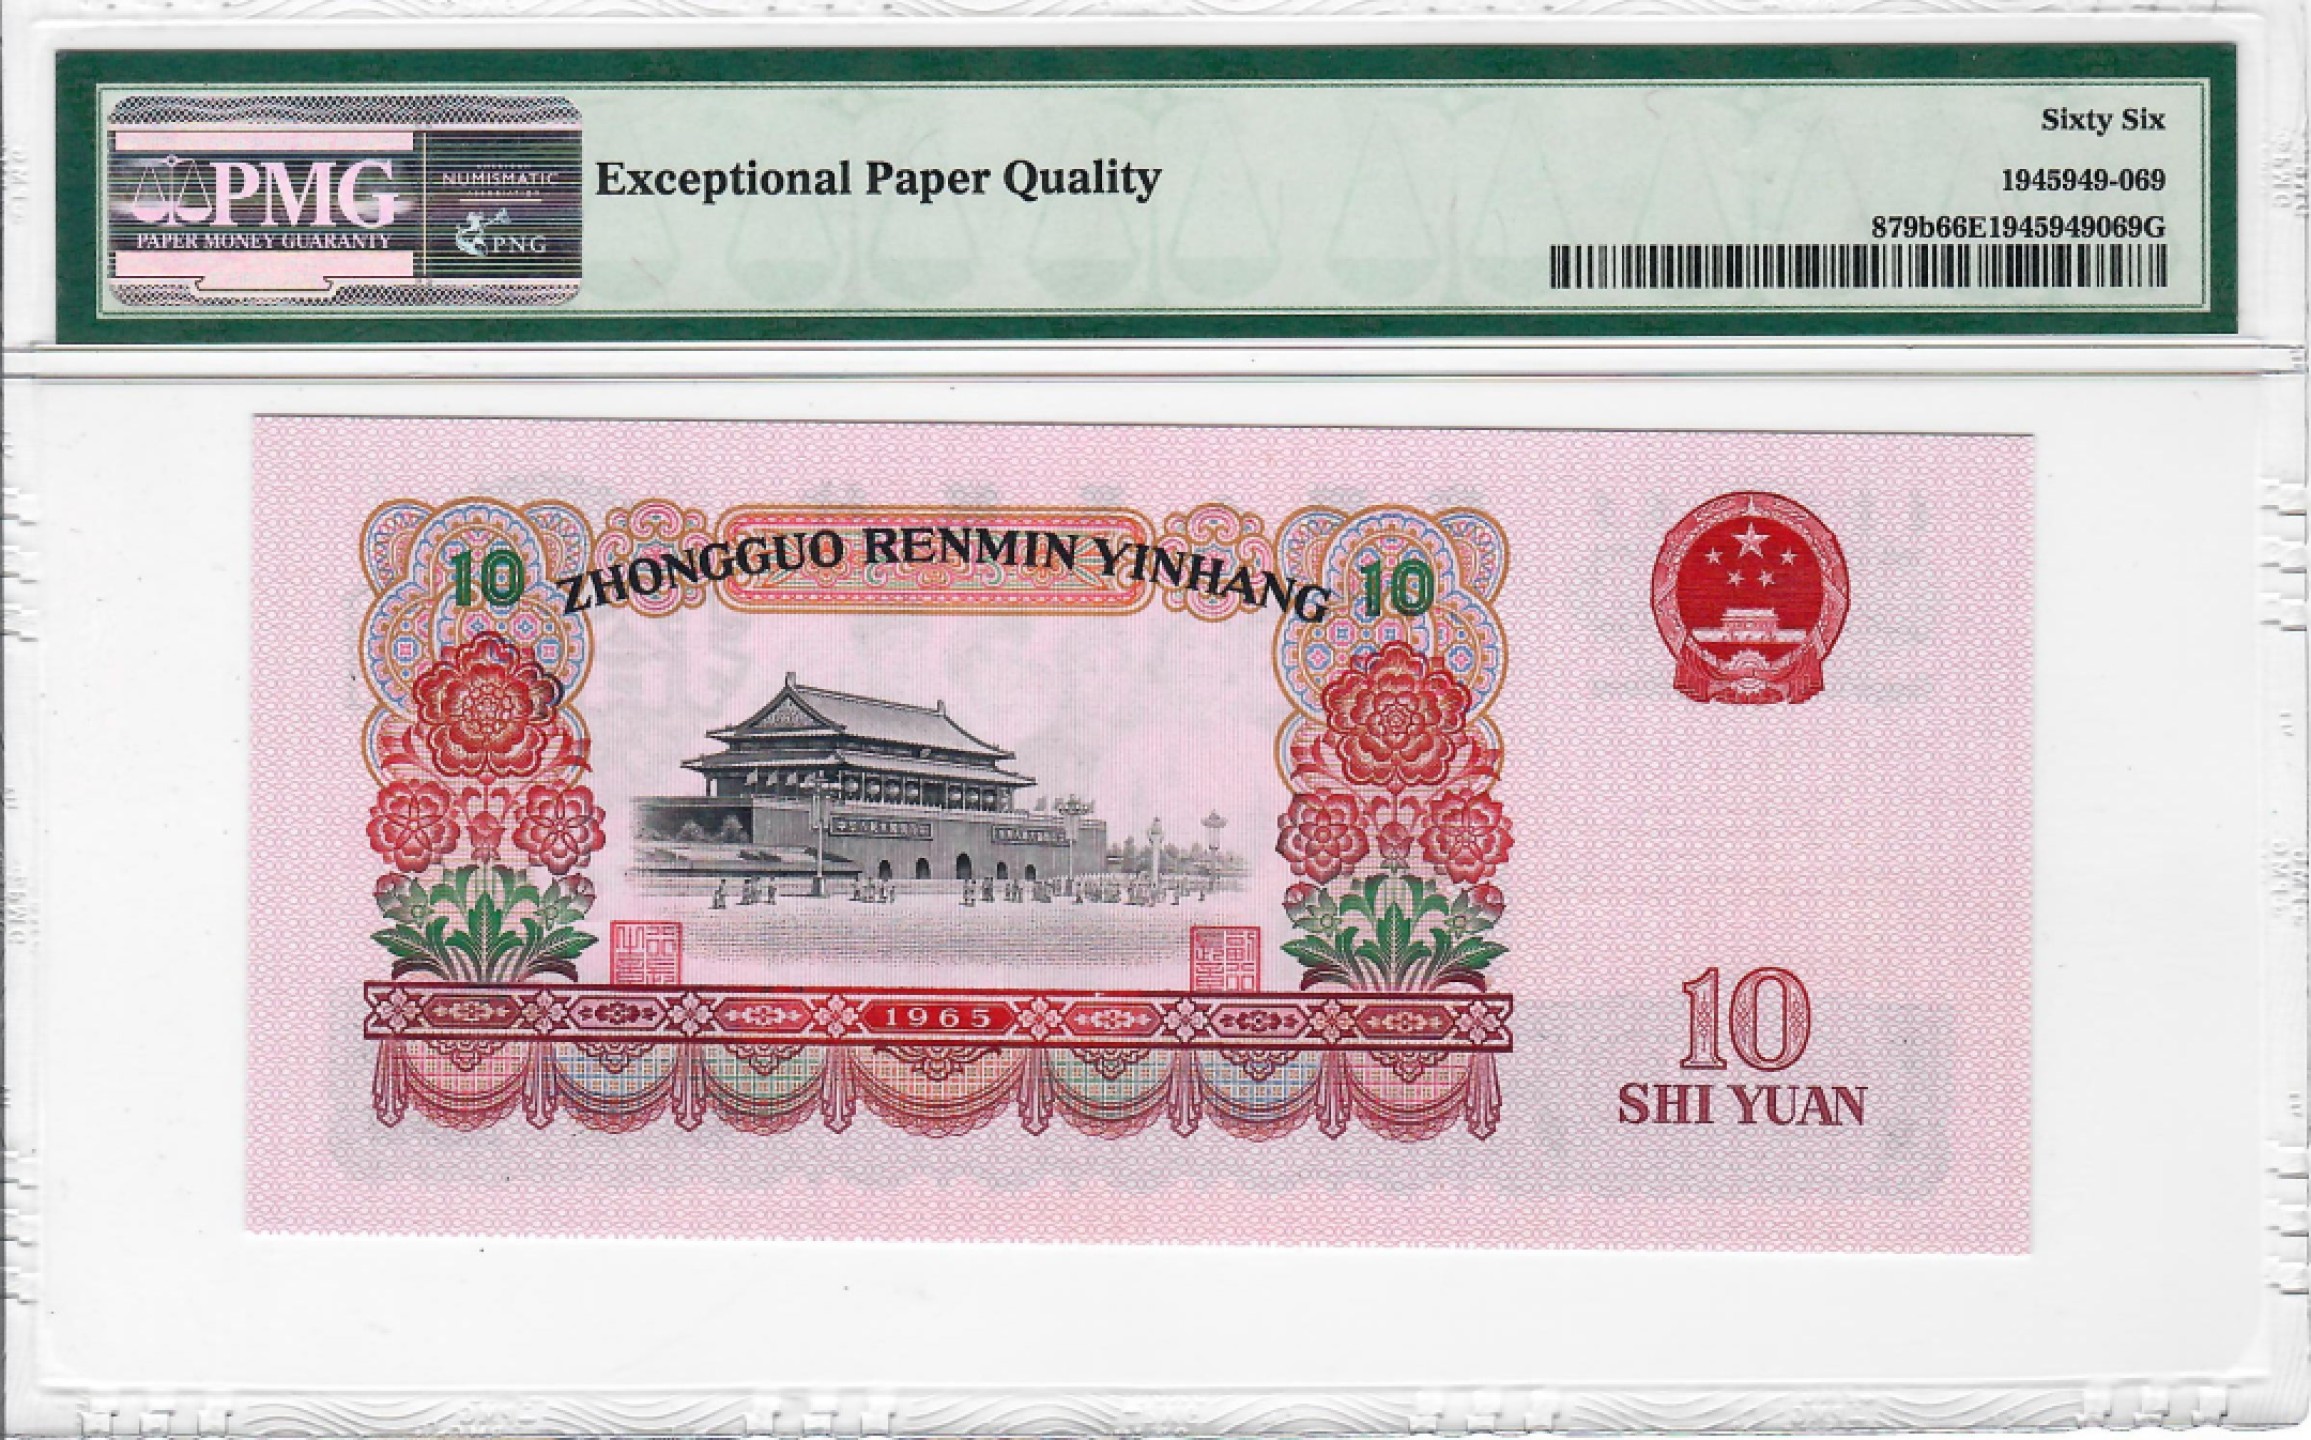 Sixty Six
PMG
PAPER MONEY GUARANTY
NUMISMATIC
PNG
Exceptional Paper Quality
1945949-069
879b66E1945949069G
10 ZHONGGUO RENMIN YINHANG 10
1965
10
SHI YUAN